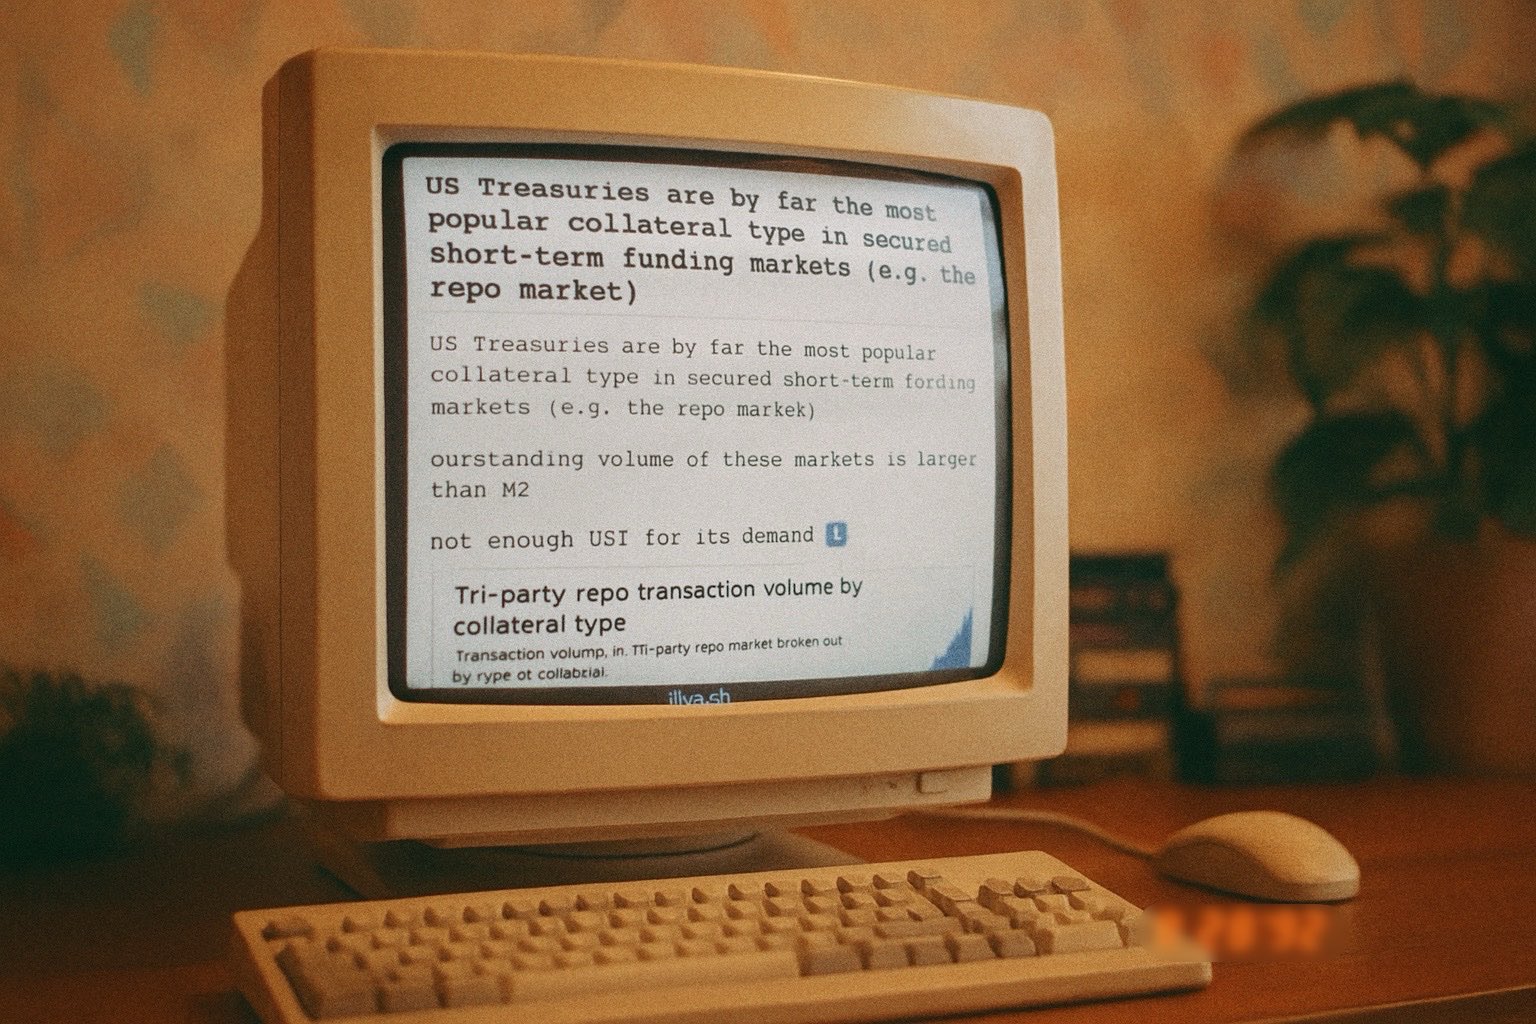 US Treasuries are by far the most
popular collateral type in secured
short-term funding markets (e.g. the
repo market)
US Treasuries are by far the most popular
collateral type in secured short-term fording
markets (e.g. the repo markek)
ourstanding volume of these markets is larger
than M2
not enough USI for its demand L
Tri-party repo transaction volume by
collateral type
Transaction volump, in. TTi-party repo market broken out
by rype ot collabrial.
illya.sh